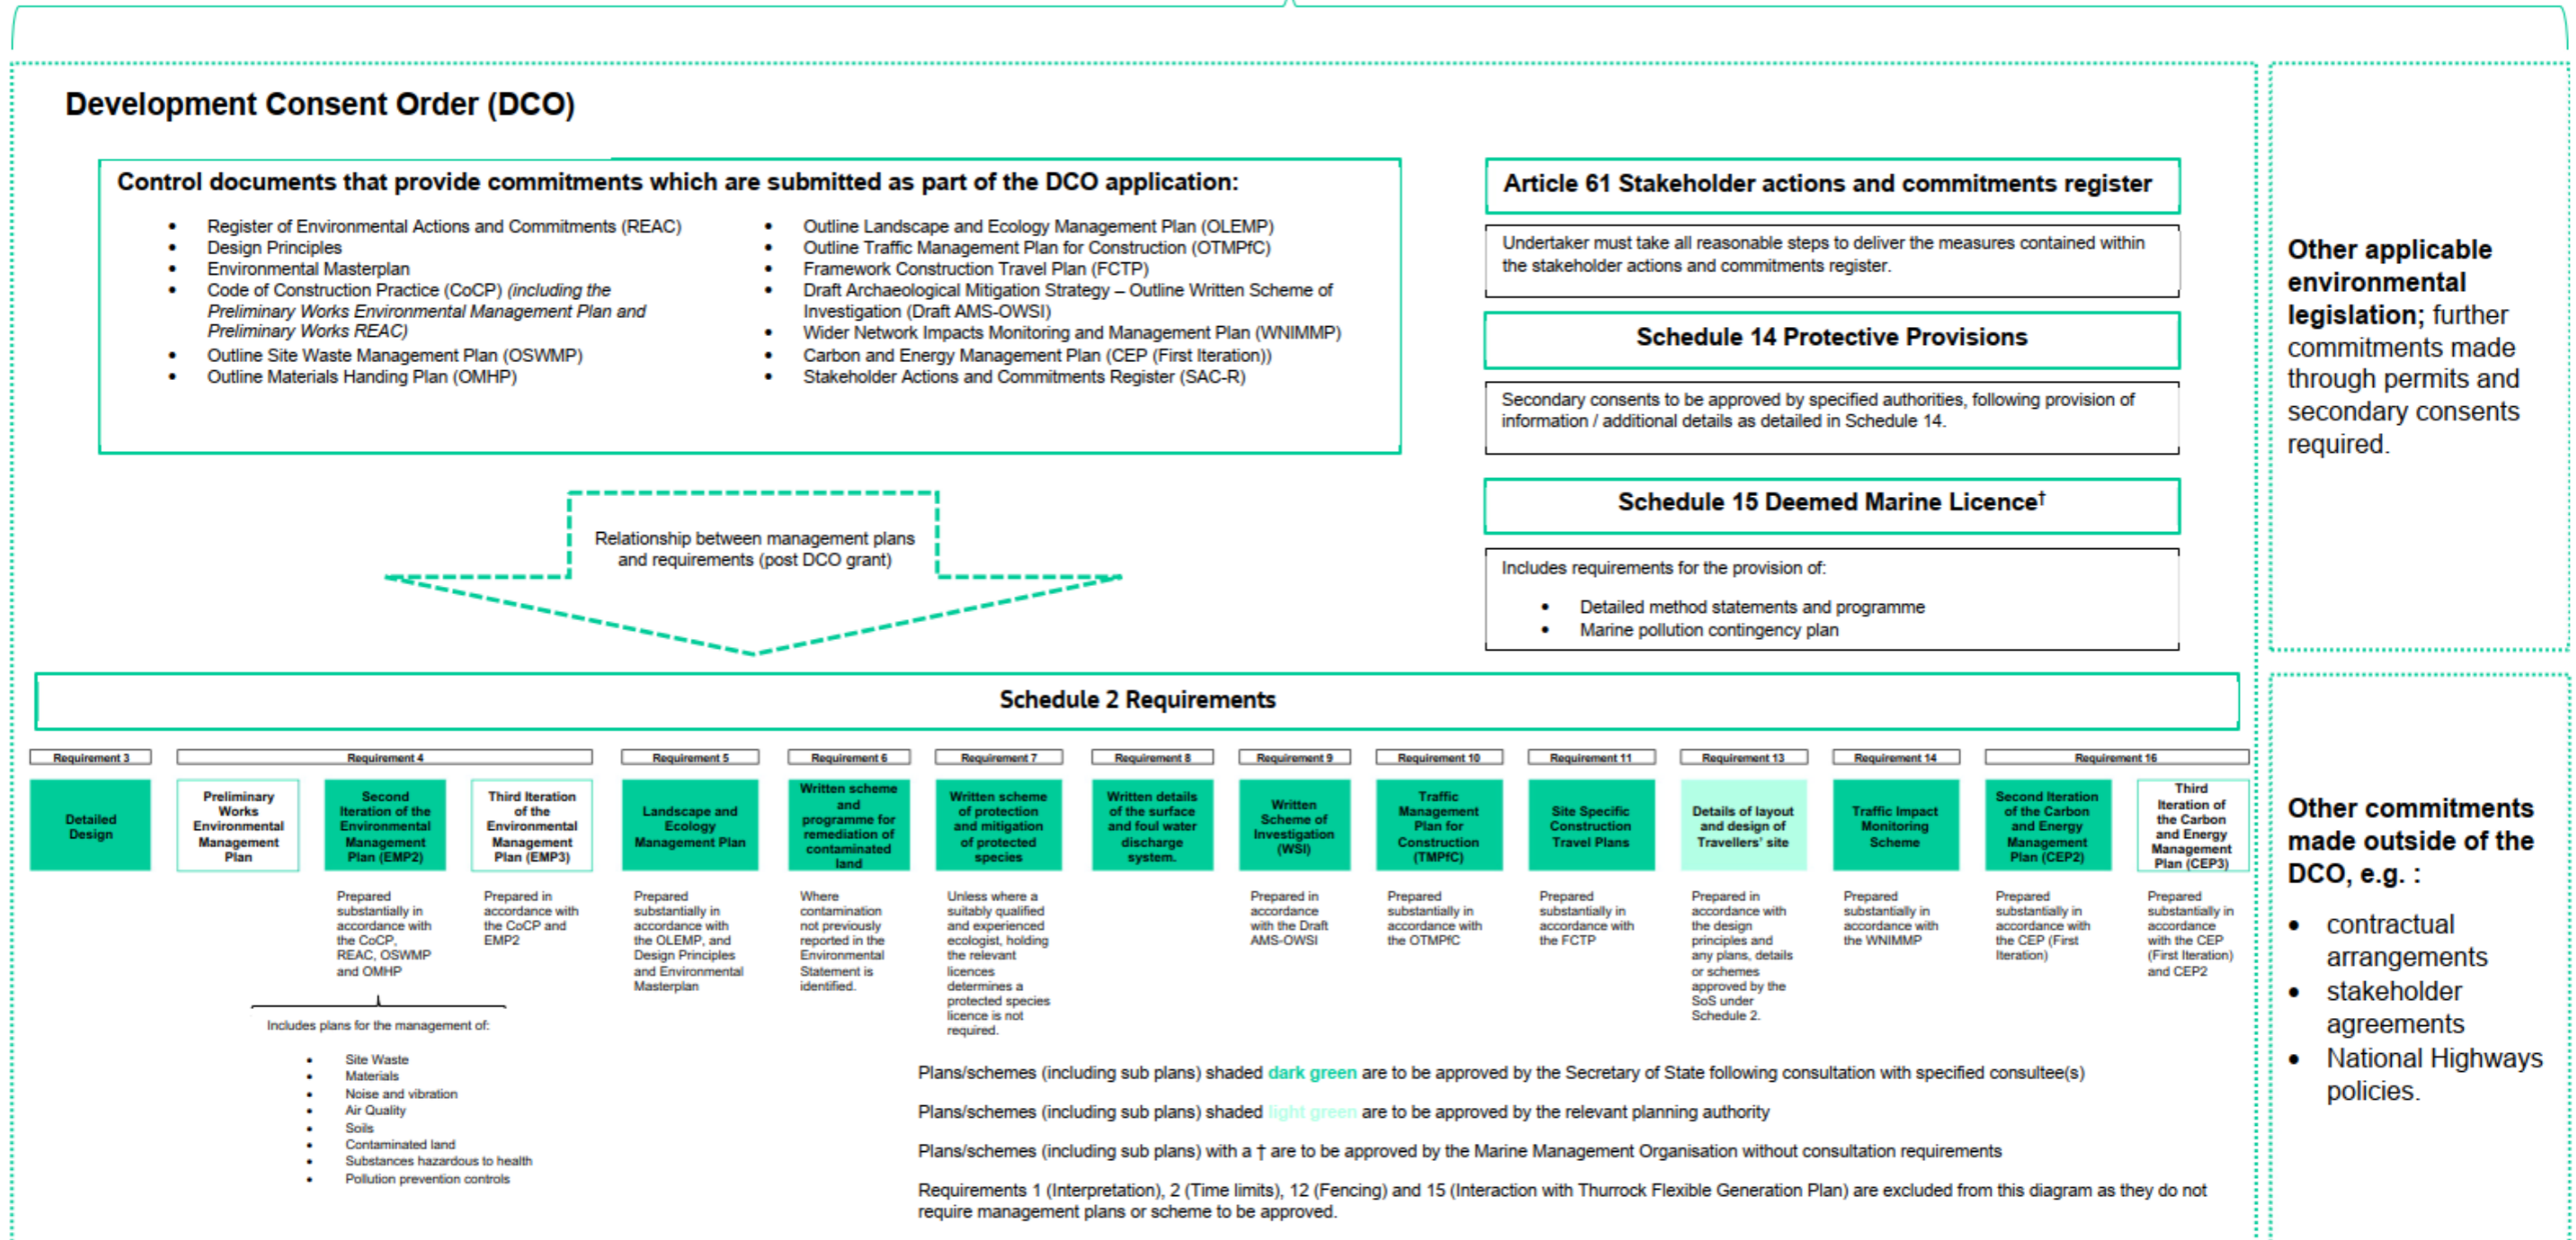 Development Consent Order (DCO)
Control documents that provide commitments which are submitted as part of the DCO application:
• Register of Environmental Actions and Commitments (REAC)
• Design Principles
• Environmental Masterplan
• Code of Construction Practice (CoCP) (including the
Preliminary Works Environmental Management Plan and
Preliminary Works REAC)
• Outline Site Waste Management Plan (OSWMP)
• Outline Materials Handing Plan (OMHP)
• Outline Landscape and Ecology Management Plan (OLEMP)
• Outline Traffic Management Plan for Construction (OTMPfC)
• Framework Construction Travel Plan (FCTP)
• Draft Archaeological Mitigation Strategy – Outline Written Scheme of
Investigation (Draft AMS-OWSI)
• Wider Network Impacts Monitoring and Management Plan (WNIMMP)
• Carbon and Energy Management Plan (CEP (First Iteration))
• Stakeholder Actions and Commitments Register (SAC-R)
Article 61 Stakeholder actions and commitments register
Undertaker must take all reasonable steps to deliver the measures contained within
the stakeholder actions and commitments register.
Schedule 14 Protective Provisions
Secondary consents to be approved by specified authorities, following provision of
information / additional details as detailed in Schedule 14.
Schedule 15 Deemed Marine Licence†
Includes requirements for the provision of:
• Detailed method statements and programme
• Marine pollution contingency plan
Other applicable
environmental
legislation; further
commitments made
through permits and
secondary consents
required.
Relationship between management plans
and requirements (post DCO grant)
Schedule 2 Requirements
Requirement 3
Detailed
Design
Requirement 4
Preliminary
Works
Environmental
Management
Plan
Second
Iteration of the
Environmental
Management
Plan (EMP2)
Prepared
substantially in
accordance with
the CoCP,
REAC, OSWMP
and OMHP
Includes plans for the management of:
• Site Waste
• Materials
• Noise and vibration
• Air Quality
• Soils
• Contaminated land
• Substances hazardous to health
• Pollution prevention controls
Third Iteration
of the
Environmental
Management
Plan (EMP3)
Prepared in
accordance with
the CoCP and
EMP2
Requirement 5
Landscape and
Ecology
Management Plan
Prepared
substantially in
accordance with
the OLEMP, and
Design Principles
and Environmental
Masterplan
Requirement 6
Written scheme
and
programme for
remediation of
contaminated
land
Where
contamination
not previously
reported in the
Environmental
Statement is
identified.
Requirement 7
Written scheme
of protection
and mitigation
of protected
species
Unless where a
suitably qualified
and experienced
ecologist, holding
the relevant
licences
determines a
protected species
licence is not
required.
Requirement 8
Written details
of the surface
and foul water
discharge
system.
Requirement 9
Written
Scheme of
Investigation
(WSI)
Prepared in
accordance
with the Draft
AMS-OWSI
Requirement 10
Traffic
Management
Plan for
Construction
(TMPfC)
Prepared
substantially in
accordance with
the OTMPfC
Requirement 11
Site Specific
Construction
Travel Plans
Prepared
substantially in
accordance with
the FCTP
Requirement 13
Details of layout
and design of
Travellers' site
Prepared in
accordance with
the design
principles and
any plans, details
or schemes
approved by the
SoS under
Schedule 2.
Requirement 14
Traffic Impact
Monitoring
Scheme
Prepared
substantially in
accordance with
the WNIMMP
Requirement 16
Second Iteration
of the Carbon
and Energy
Management
Plan (CEP2)
Prepared
substantially in
accordance with
the CEP (First
Iteration)
Third
Iteration of
the Carbon
and Energy
Management
Plan (CEP3)
Prepared
substantially in
accordance
with the CEP
(First Iteration)
and CEP2
Plans/schemes (including sub plans) shaded dark green are to be approved by the Secretary of State following consultation with specified consultee(s)
Plans/schemes (including sub plans) shaded light green are to be approved by the relevant planning authority
Plans/schemes (including sub plans) with a † are to be approved by the Marine Management Organisation without consultation requirements
Requirements 1 (Interpretation), 2 (Time limits), 12 (Fencing) and 15 (Interaction with Thurrock Flexible Generation Plan) are excluded from this diagram as they do not
require management plans or scheme to be approved.
Other commitments
made outside of the
DCO, e.g. :
• contractual
arrangements
• stakeholder
agreements
• National Highways
policies.